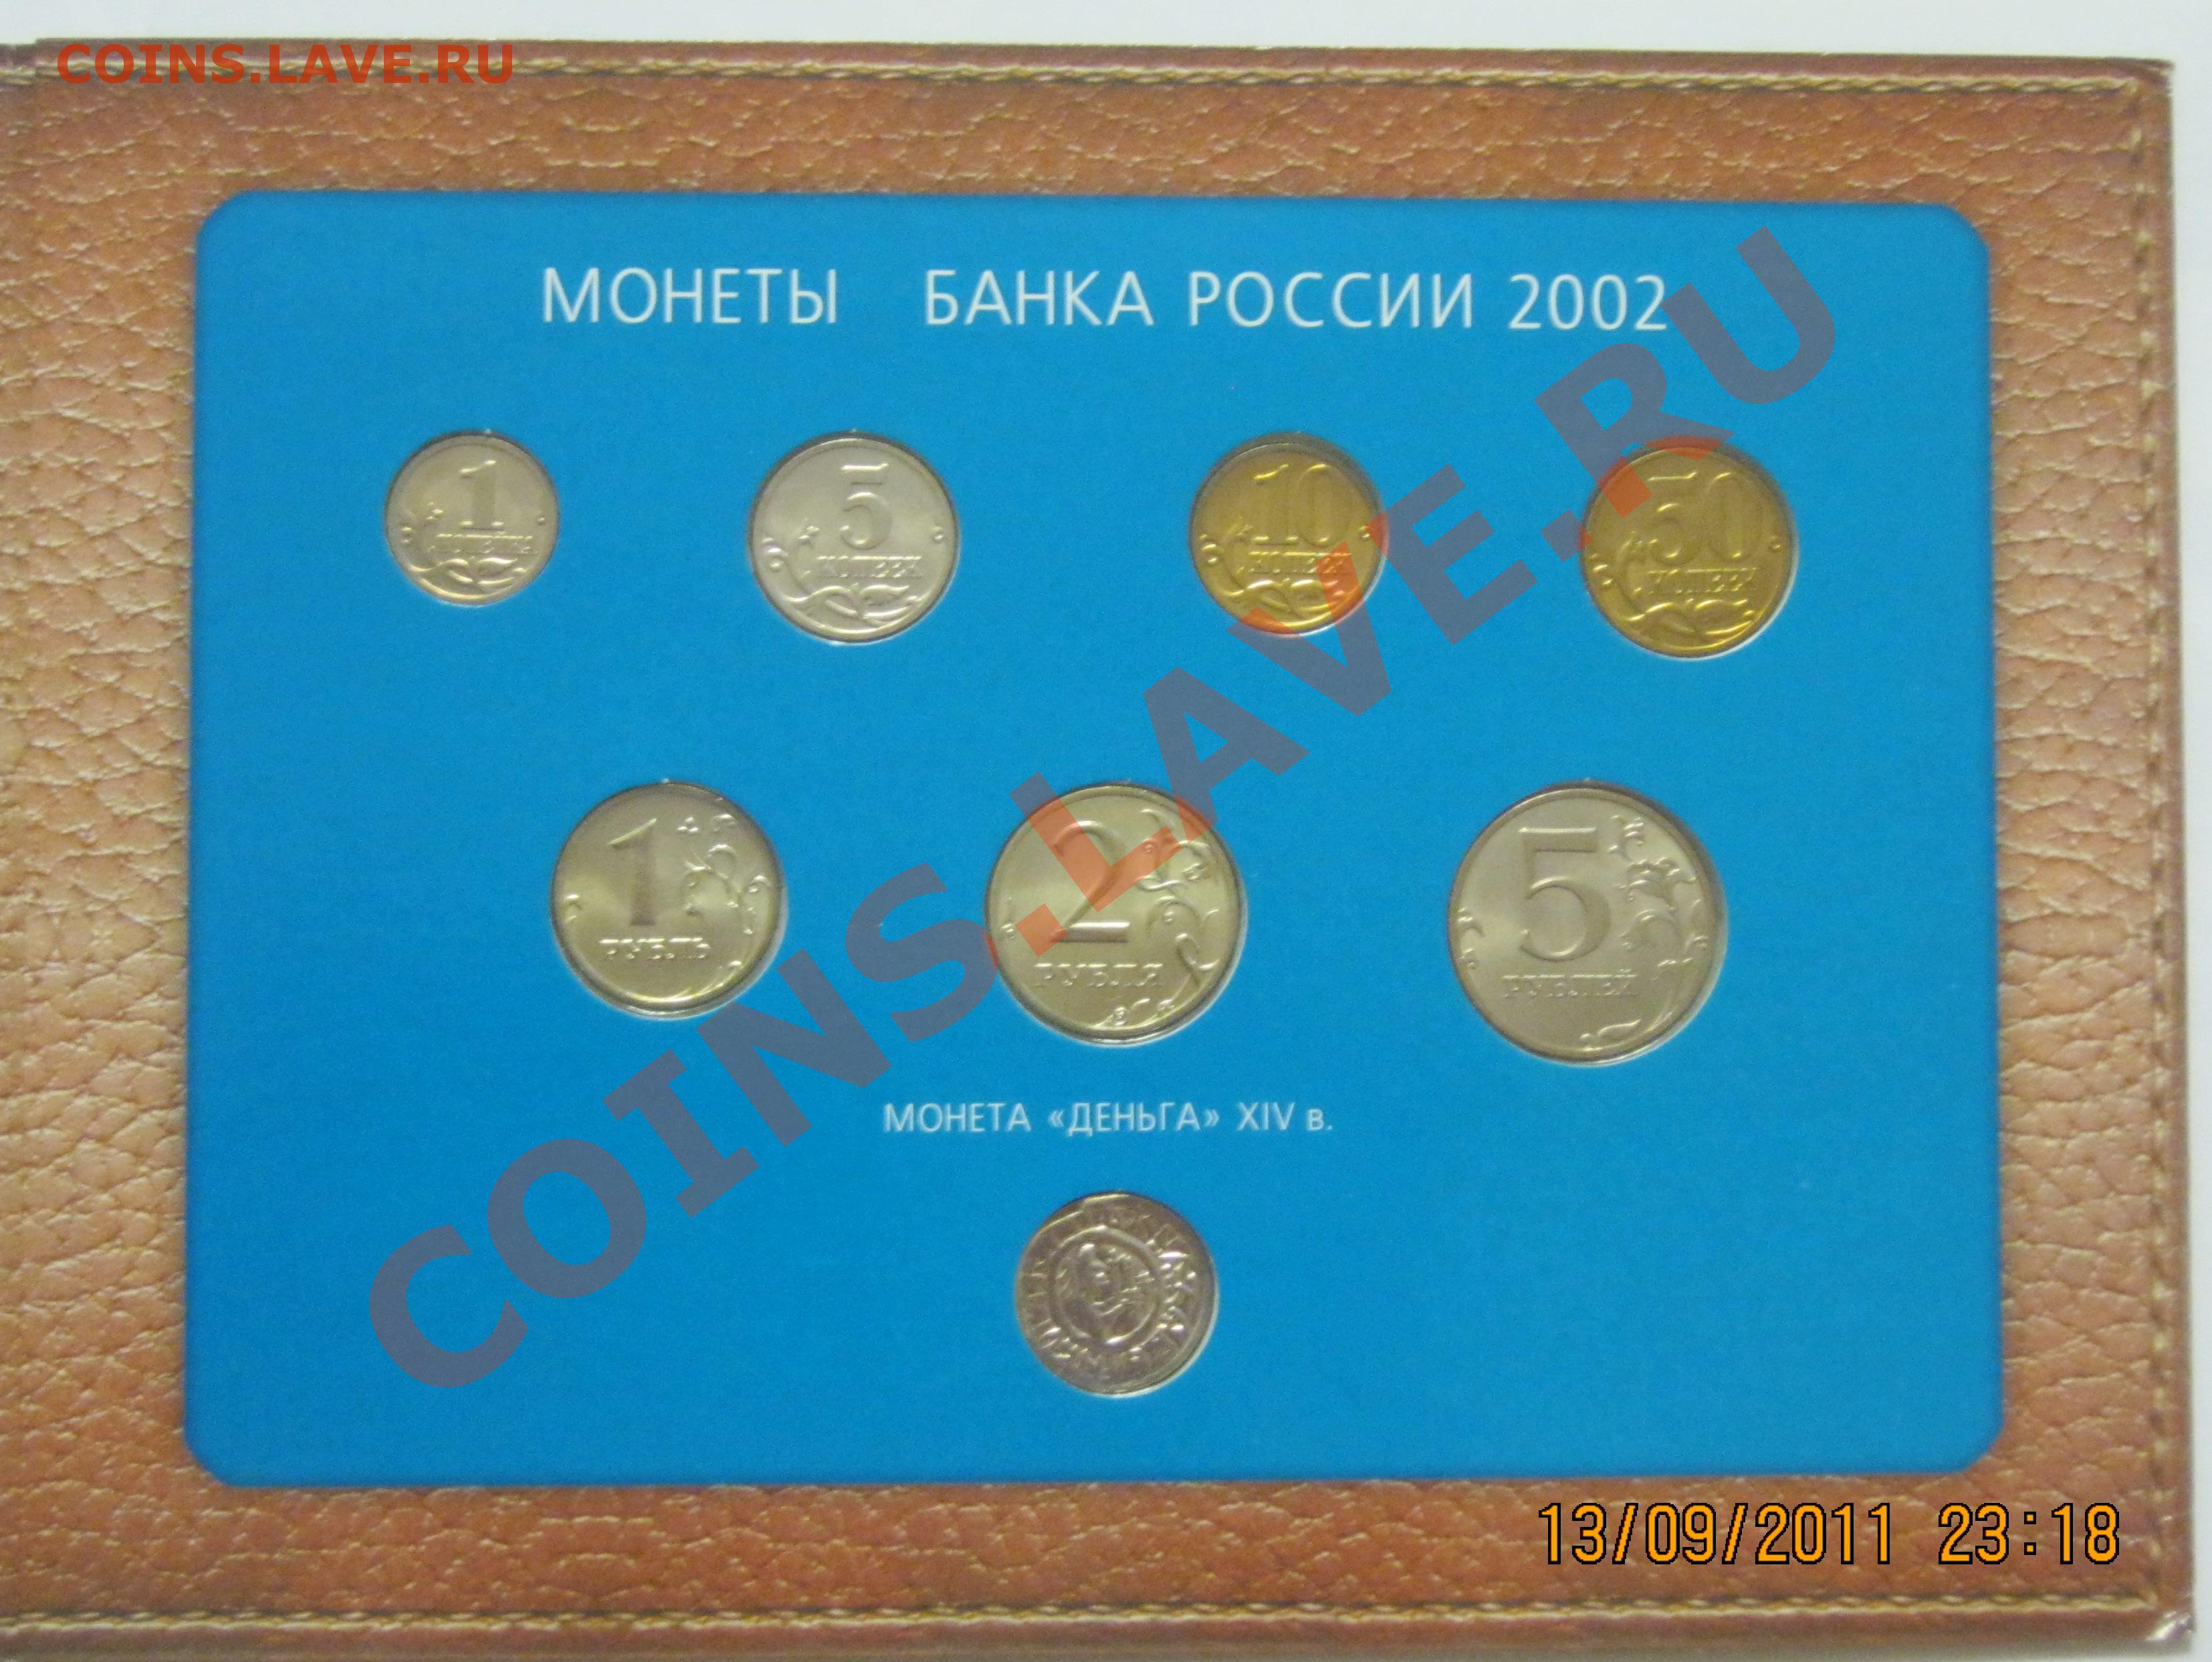 COINS.LAVE.RU
МОНЕТЫ БАНКА РОССИИ 2002
1 КОПЕЙКА
5 КОПЕЕК
10 КОПЕЕК
50 КОПЕЕК
1 РУБЛЬ
2 РУБЛЯ
5 РУБЛЕЙ
COINS.LAVE.RU
МОНЕТА «ДЕНЬГА» XIV в.
13/09/2011 23:18